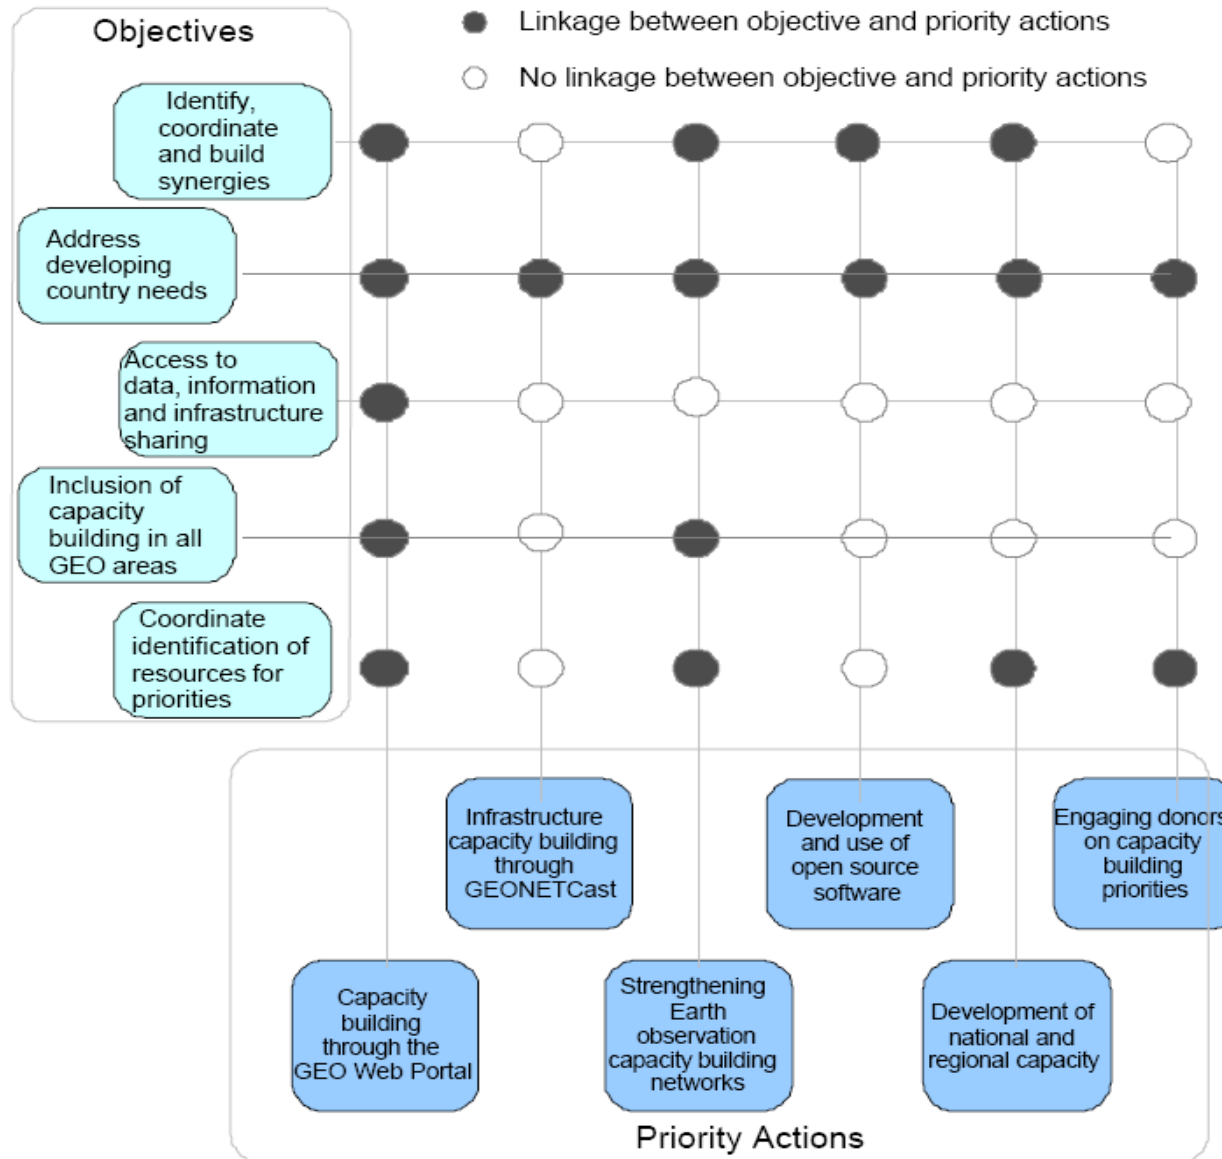 Objectives
Linkage between objective and priority actions
No linkage between objective and priority actions
Identify,
coordinate
and build
synergies
Address
developing
country needs
Access to
data, information
and infrastructure
sharing
Inclusion of
capacity
building in all
GEO areas
Coordinate
identification of
resources for
priorities
Infrastructure
capacity building
through
GEONETCast
Development
and use of
open source
software
Engaging donors
on capacity
building
priorities
Capacity
building
through the
GEO Web Portal
Strengthening
Earth
observation
capacity building
networks
Development of
national and
regional capacity
Priority Actions